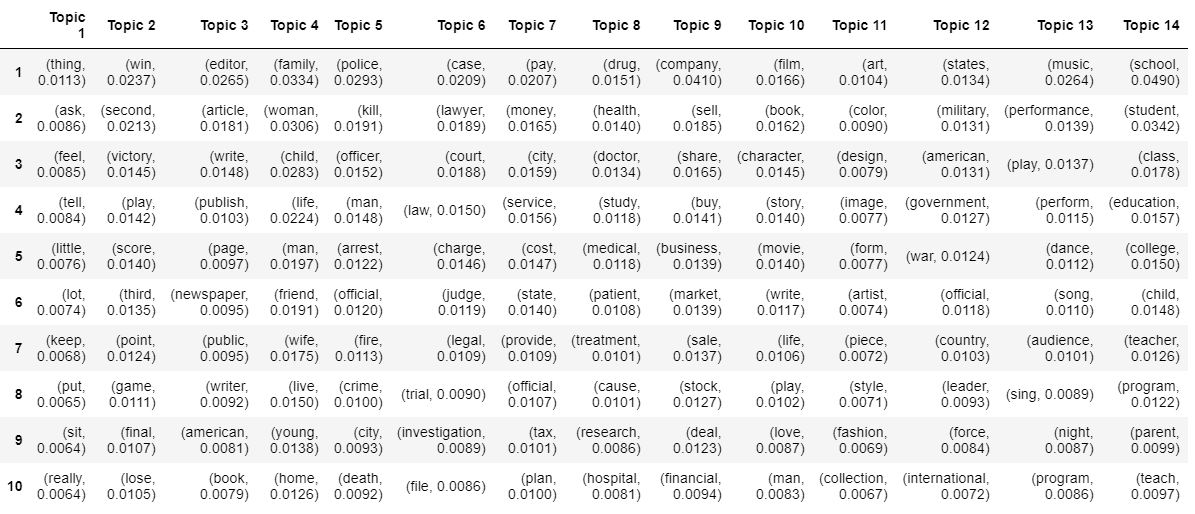 Topic 1 Topic 2 Topic 3 Topic 4 Topic 5 Topic 6 Topic 7 Topic 8 Topic 9 Topic 10 Topic 11 Topic 12 Topic 13 Topic 14
1 (thing, 0.0113) (win, 0.0237) (editor, 0.0265) (family, 0.0334) (police, 0.0293) (case, 0.0209) (pay, 0.0207) (drug, 0.0151) (company, 0.0410) (film, 0.0166) (art, 0.0104) (states, 0.0134) (music, 0.0264) (school, 0.0490)
2 (ask, 0.0086) (second, 0.0213) (article, 0.0181) (woman, 0.0306) (kill, 0.0191) (lawyer, 0.0189) (money, 0.0165) (health, 0.0140) (sell, 0.0185) (book, 0.0162) (color, 0.0090) (military, 0.0131) (performance, 0.0139) (student, 0.0342)
3 (feel, 0.0085) (victory, 0.0145) (write, 0.0148) (child, 0.0283) (officer, 0.0152) (court, 0.0188) (city, 0.0159) (doctor, 0.0134) (share, 0.0165) (character, 0.0145) (design, 0.0079) (american, 0.0131) (play, 0.0137) (class, 0.0178)
4 (tell, 0.0084) (play, 0.0142) (publish, 0.0103) (life, 0.0224) (man, 0.0148) (law, 0.0150) (service, 0.0156) (study, 0.0118) (buy, 0.0141) (story, 0.0140) (image, 0.0077) (government, 0.0127) (perform, 0.0115) (education, 0.0157)
5 (little, 0.0076) (score, 0.0140) (page, 0.0097) (man, 0.0197) (arrest, 0.0122) (charge, 0.0146) (cost, 0.0147) (medical, 0.0118) (business, 0.0139) (movie, 0.0140) (form, 0.0077) (war, 0.0124) (dance, 0.0112) (college, 0.0150)
6 (lot, 0.0074) (third, 0.0135) (newspaper, 0.0095) (friend, 0.0191) (official, 0.0120) (judge, 0.0119) (state, 0.0140) (patient, 0.0108) (market, 0.0139) (write, 0.0117) (artist, 0.0074) (official, 0.0118) (song, 0.0110) (child, 0.0148)
7 (keep, 0.0068) (point, 0.0124) (public, 0.0095) (wife, 0.0175) (fire, 0.0113) (legal, 0.0109) (provide, 0.0109) (treatment, 0.0101) (sale, 0.0137) (life, 0.0106) (piece, 0.0072) (country, 0.0103) (audience, 0.0101) (teacher, 0.0126)
8 (put, 0.0065) (game, 0.0111) (writer, 0.0092) (live, 0.0150) (crime, 0.0100) (trial, 0.0090) (official, 0.0107) (cause, 0.0101) (stock, 0.0127) (play, 0.0102) (style, 0.0071) (leader, 0.0093) (sing, 0.0089) (program, 0.0122)
9 (sit, 0.0064) (final, 0.0107) (american, 0.0081) (young, 0.0138) (city, 0.0093) (investigation, 0.0089) (tax, 0.0101) (research, 0.0086) (deal, 0.0123) (love, 0.0087) (fashion, 0.0069) (force, 0.0084) (night, 0.0087) (parent, 0.0099)
10 (really, 0.0064) (lose, 0.0105) (book, 0.0079) (home, 0.0126) (death, 0.0092) (file, 0.0086) (plan, 0.0100) (hospital, 0.0081) (financial, 0.0094) (man, 0.0083) (collection, 0.0067) (international, 0.0072) (program, 0.0086) (teach, 0.0097)